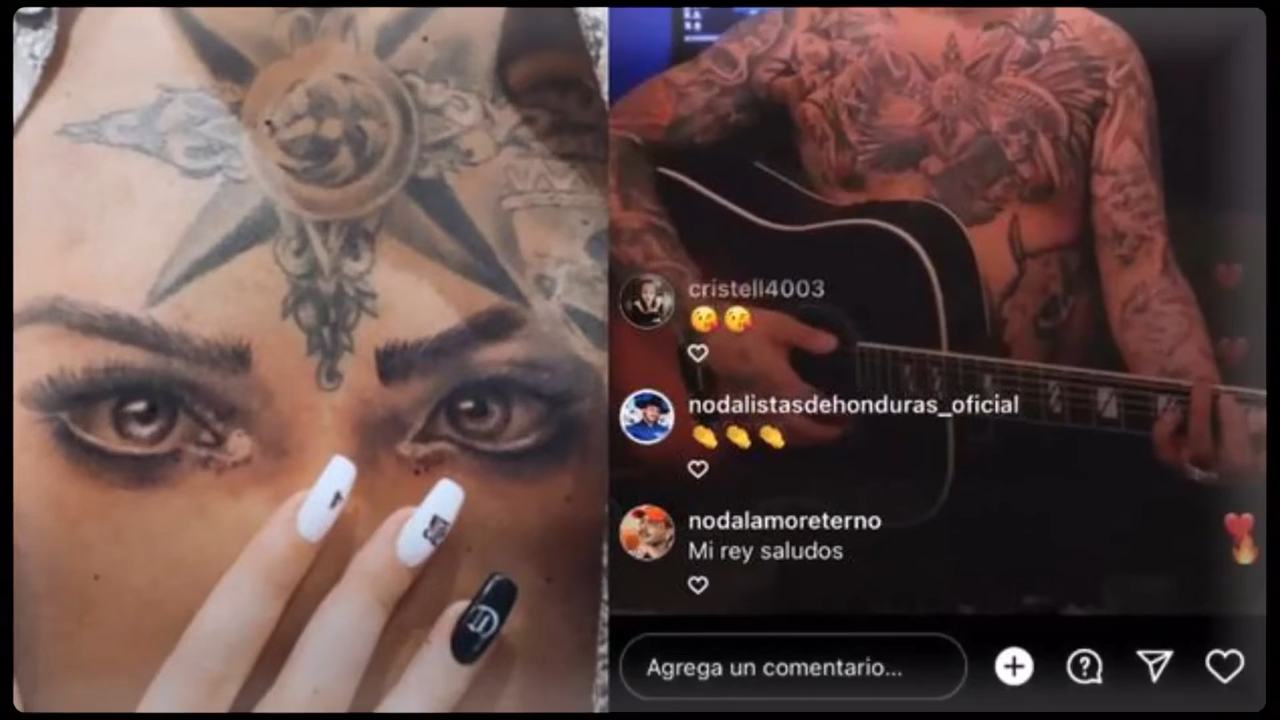 cristell4003
😘😘
nodalistasdehonduras_oficial
👏👏👏
nodalamoreterno
Mi rey saludos
Agrega un comentario...